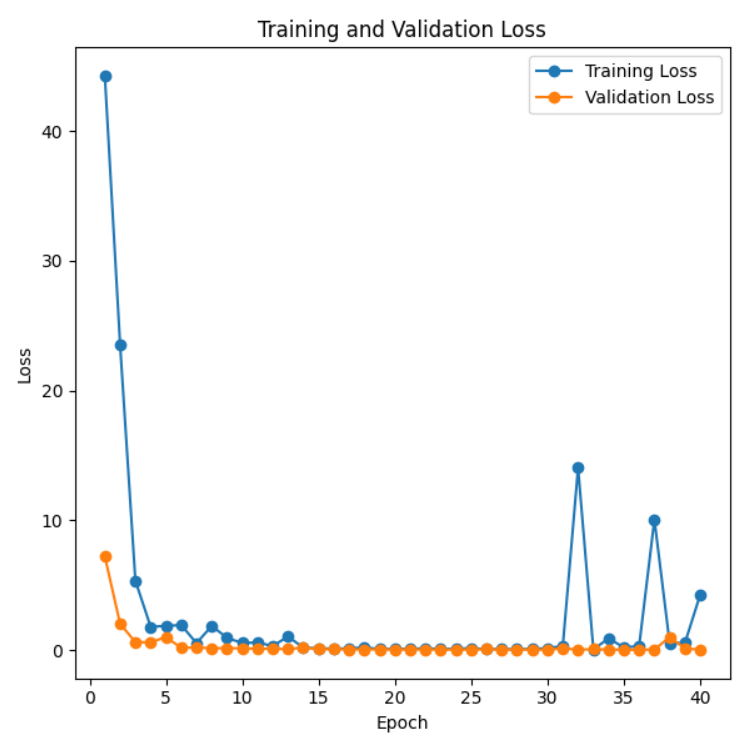 Training and Validation Loss
Training Loss
Validation Loss
40
30
20
10
0
Loss
0 5 10 15 20 25 30 35 40
Epoch